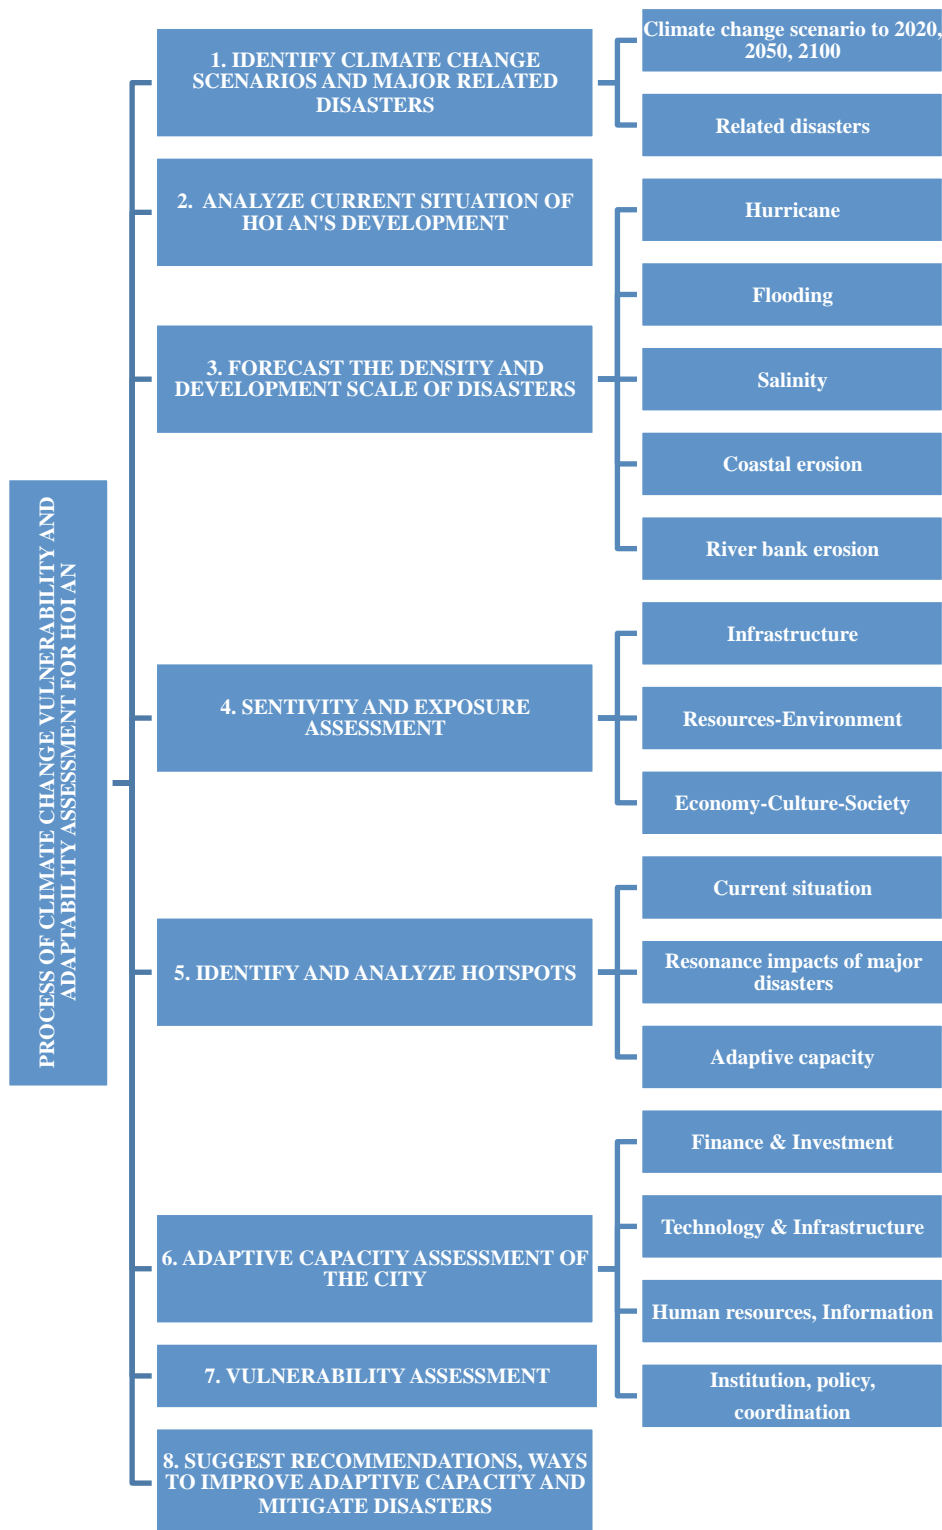 PROCESS OF CLIMATE CHANGE VULNERABILITY AND
ADAPTABILITY ASSESSMENT FOR HOI AN
1. IDENTIFY CLIMATE CHANGE
SCENARIOS AND MAJOR RELATED
DISASTERS
Climate change scenario to 2020,
2050, 2100
Related disasters
2. ANALYZE CURRENT SITUATION OF
HOI AN'S DEVELOPMENT
3. FORECAST THE DENSITY AND
DEVELOPMENT SCALE OF DISASTERS
Hurricane
Flooding
Salinity
Coastal erosion
River bank erosion
4. SENTIVITY AND EXPOSURE
ASSESSMENT
Infrastructure
Resources-Environment
Economy-Culture-Society
5. IDENTIFY AND ANALYZE HOTSPOTS
Current situation
Resonance impacts of major
disasters
Adaptive capacity
6. ADAPTIVE CAPACITY ASSESSMENT OF
THE CITY
Finance & Investment
Technology & Infrastructure
Human resources, Information
Institution, policy,
coordination
7. VULNERABILITY ASSESSMENT
8. SUGGEST RECOMMENDATIONS, WAYS
TO IMPROVE ADAPTIVE CAPACITY AND
MITIGATE DISASTERS